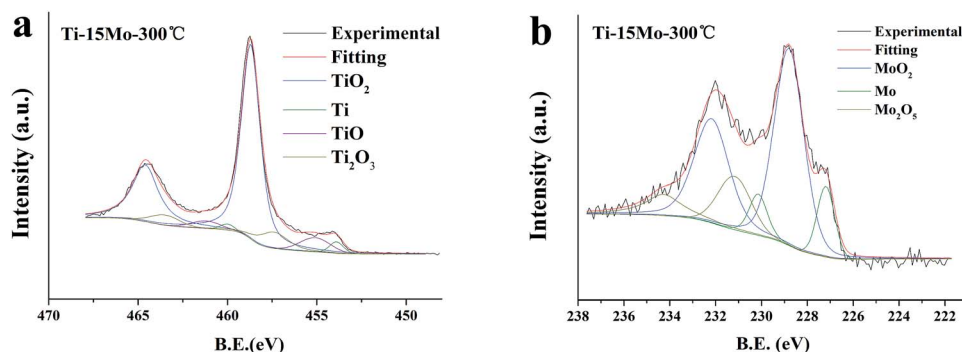 a
Ti-15Mo-300℃
Experimental
Fitting
TiO2
Ti
TiO
Ti2O3
Intensity (a.u.)
470 465 460 455 450
B.E.(eV)
b
Ti-15Mo-300℃
Experimental
Fitting
MoO2
Mo
Mo2O5
Intensity (a.u.)
238 236 234 232 230 228 226 224 222
B.E. (eV)